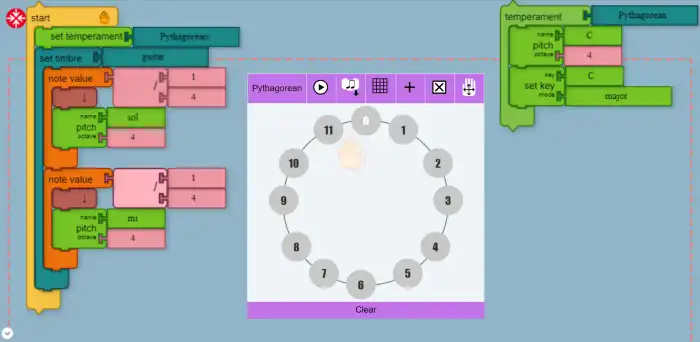 start
set temperament Pythagorean
set timbre guitar
note value 1
/
♩ 4
name sol
pitch
octave 4
note value 1
/
♩ 4
name mi
pitch
octave 4
Pythagorean
0
1
2
3
4
5
6
7
8
9
10
11
Clear
temperament Pythagorean
name C
pitch
octave 4
key C
set key
mode major